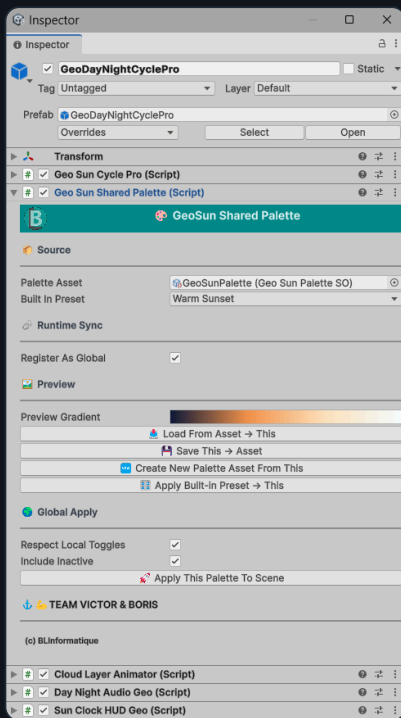 Inspector
Inspector
GeoDayNightCyclePro
Static
Tag Untagged Layer Default
Prefab GeoDayNightCyclePro
Overrides Select Open
Transform
# Geo Sun Cycle Pro (Script)
# Geo Sun Shared Palette (Script)
B GeoSun Shared Palette
Source
Palette Asset GeoSunPalette (Geo Sun Palette SO)
Built In Preset Warm Sunset
Runtime Sync
Register As Global
Preview
Preview Gradient
Load From Asset → This
Save This → Asset
Create New Palette Asset From This
Apply Built-in Preset → This
Global Apply
Respect Local Toggles
Include Inactive
Apply This Palette To Scene
TEAM VICTOR & BORIS
(c) BLInformatique
# Cloud Layer Animator (Script)
# Day Night Audio Geo (Script)
# Sun Clock HUD Geo (Script)